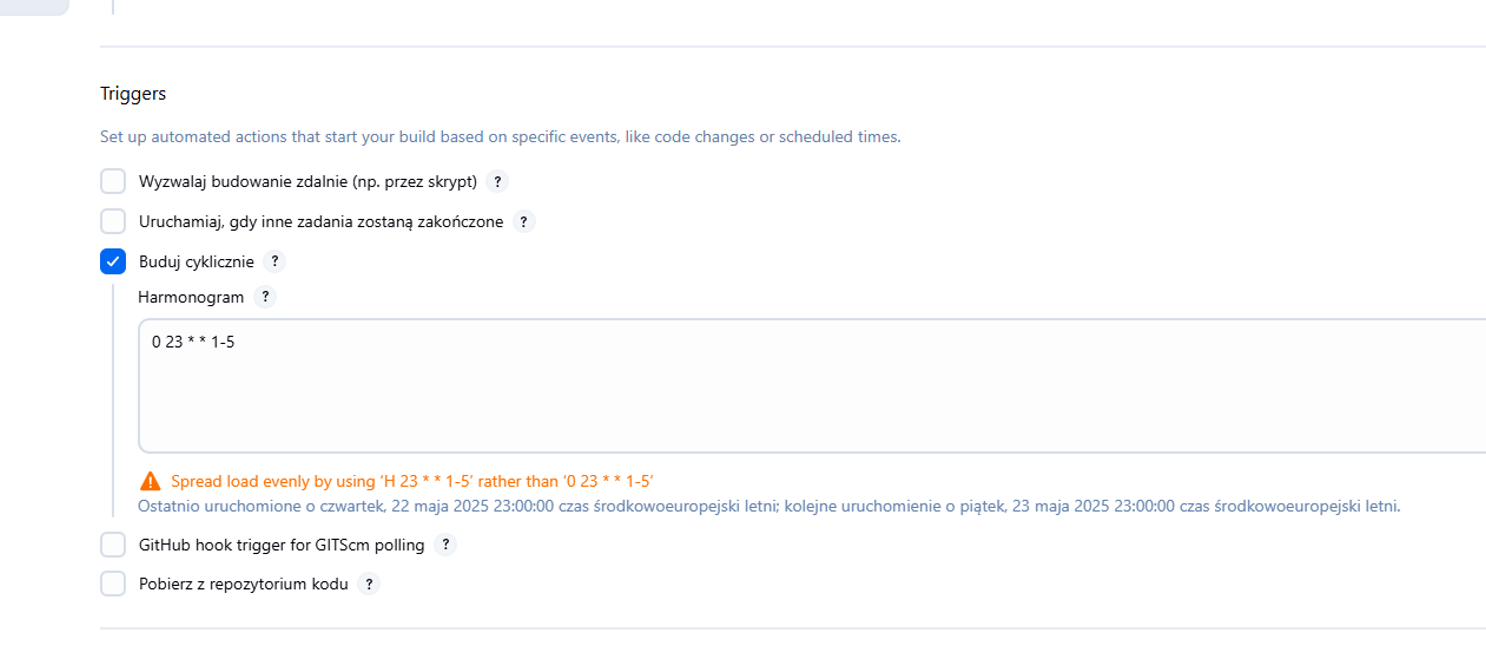 Triggers
Set up automated actions that start your build based on specific events, like code changes or scheduled times.
Wyzwalaj budowanie zdalnie (np. przez skrypt) ?
Uruchamiaj, gdy inne zadania zostaną zakończone ?
Buduj cyklicznie ?
Harmonogram ?
0 23 * * 1-5
Spread load evenly by using ‘H 23 * * 1-5’ rather than ‘0 23 * * 1-5’
Ostatnio uruchomione o czwartek, 22 maja 2025 23:00:00 czas środkowoeuropejski letni; kolejne uruchomienie o piątek, 23 maja 2025 23:00:00 czas środkowoeuropejski letni.
GitHub hook trigger for GITScm polling ?
Pobierz z repozytorium kodu ?